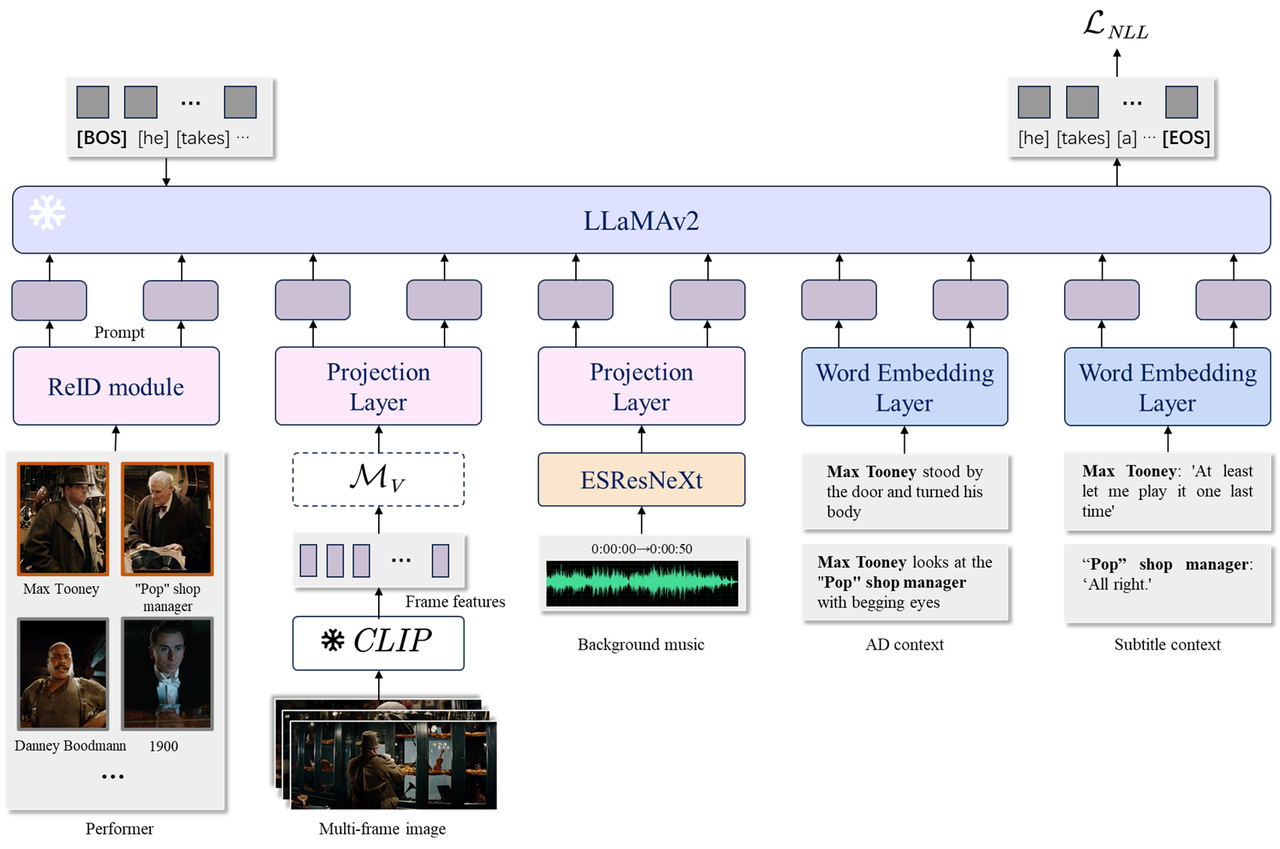 ℒ_NLL
[BOS] [he] [takes] ···
[he] [takes] [a] ··· [EOS]
LLaMAv2
Prompt
ReID module
Projection
Layer
Projection
Layer
Word Embedding
Layer
Word Embedding
Layer
Max Tooney
"Pop" shop
manager
Danney Boodmann
1900
...
Performer
ℳ_V
...
Frame features
CLIP
Multi-frame image
ESResNeXt
0:00:00→0:00:50
Background music
Max Tooney stood by
the door and turned his
body
Max Tooney looks at the
"Pop" shop manager
with begging eyes
AD context
Max Tooney: 'At least
let me play it one last
time'
“Pop” shop manager:
‘All right.'
Subtitle context